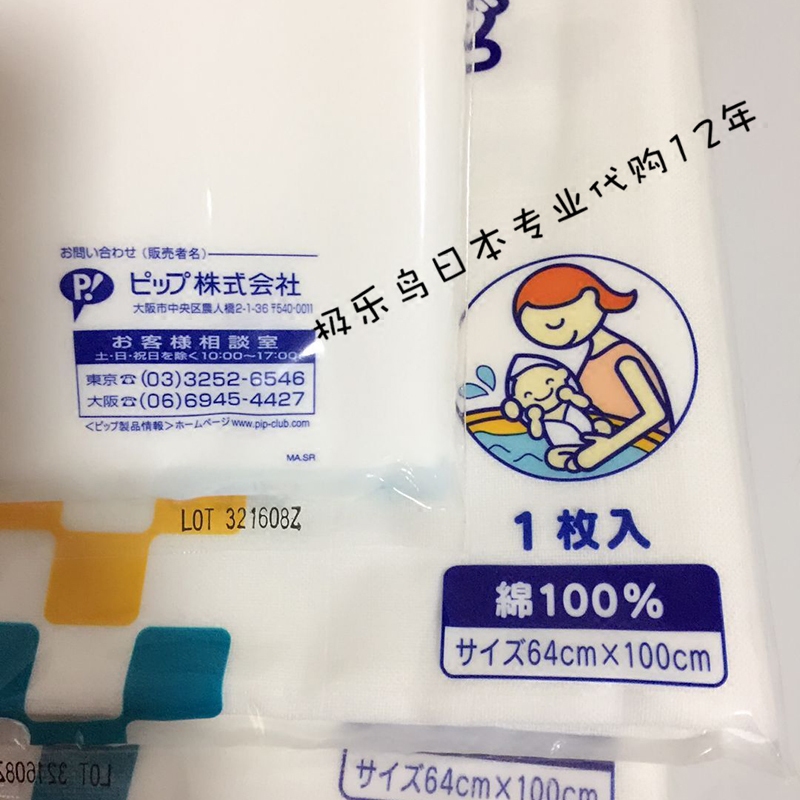 お問い合わせ(販売者名)
P!
ピップ株式会社
大阪市中央区農人橋2-1-36 〒540-0011
お客様相談室
土・日・祝日を除く10:00〜17:00
東京☎(03)3252-6546
大阪☎(06)6945-4427
<ピップ製品情報>ホームページwww.pip-club.com
MA.SR
LOT 321608Z
极乐鸟日本专业代购12年
1枚入
綿100%
サイズ64cm×100cm
LOT 321608Z
サイズ64cm×100cm